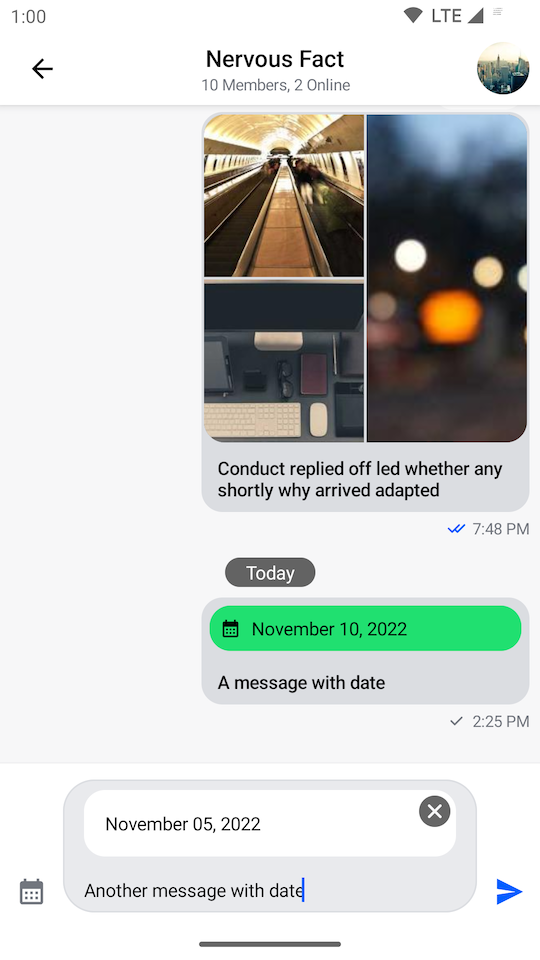 1:00
LTE
Nervous Fact
10 Members, 2 Online
Conduct replied off led whether any
shortly why arrived adapted
7:48 PM
Today
November 10, 2022
A message with date
2:25 PM
November 05, 2022
Another message with date